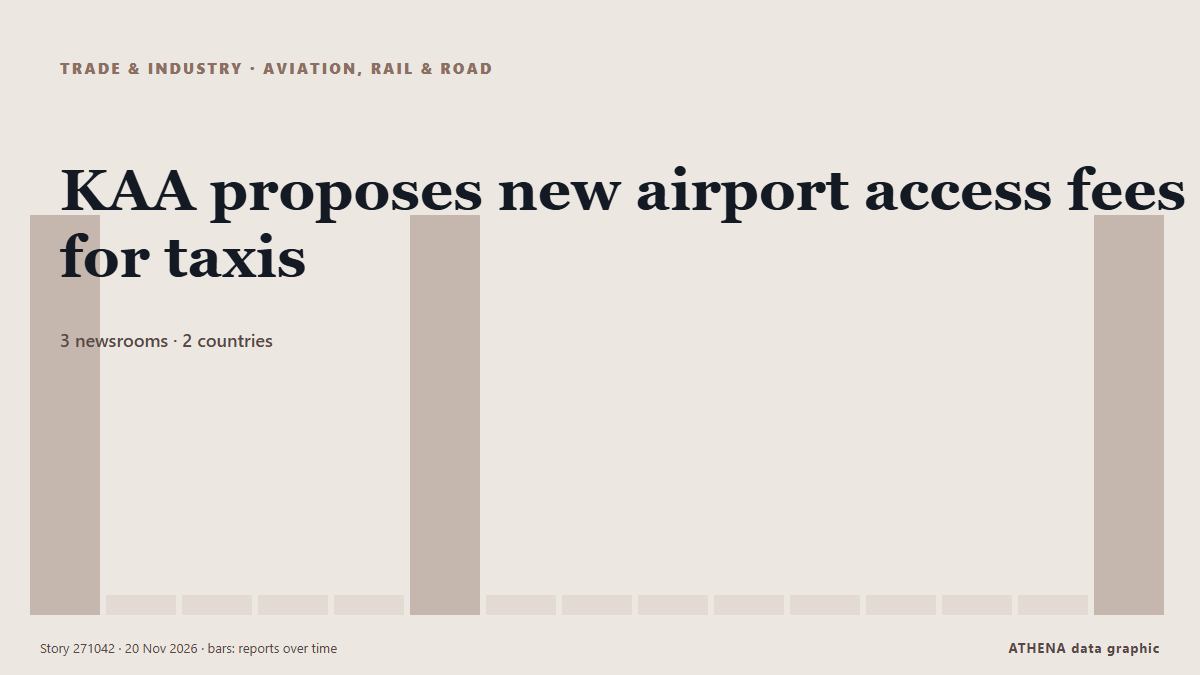 TRADE & INDUSTRY · AVIATION, RAIL & ROAD
KAA proposes new airport access fees
for taxis
3 newsrooms · 2 countries
Story 271042 · 20 Nov 2026 · bars: reports over time
ATHENA data graphic